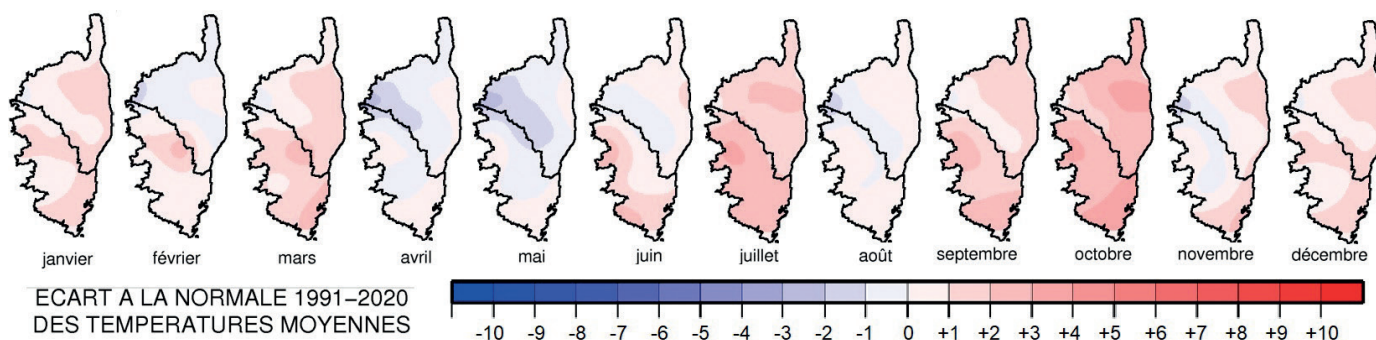 janvier février mars avril mai juin juillet août septembre octobre novembre décembre
ECART A LA NORMALE 1991–2020
DES TEMPERATURES MOYENNES
-10 -9 -8 -7 -6 -5 -4 -3 -2 -1 0 +1 +2 +3 +4 +5 +6 +7 +8 +9 +10